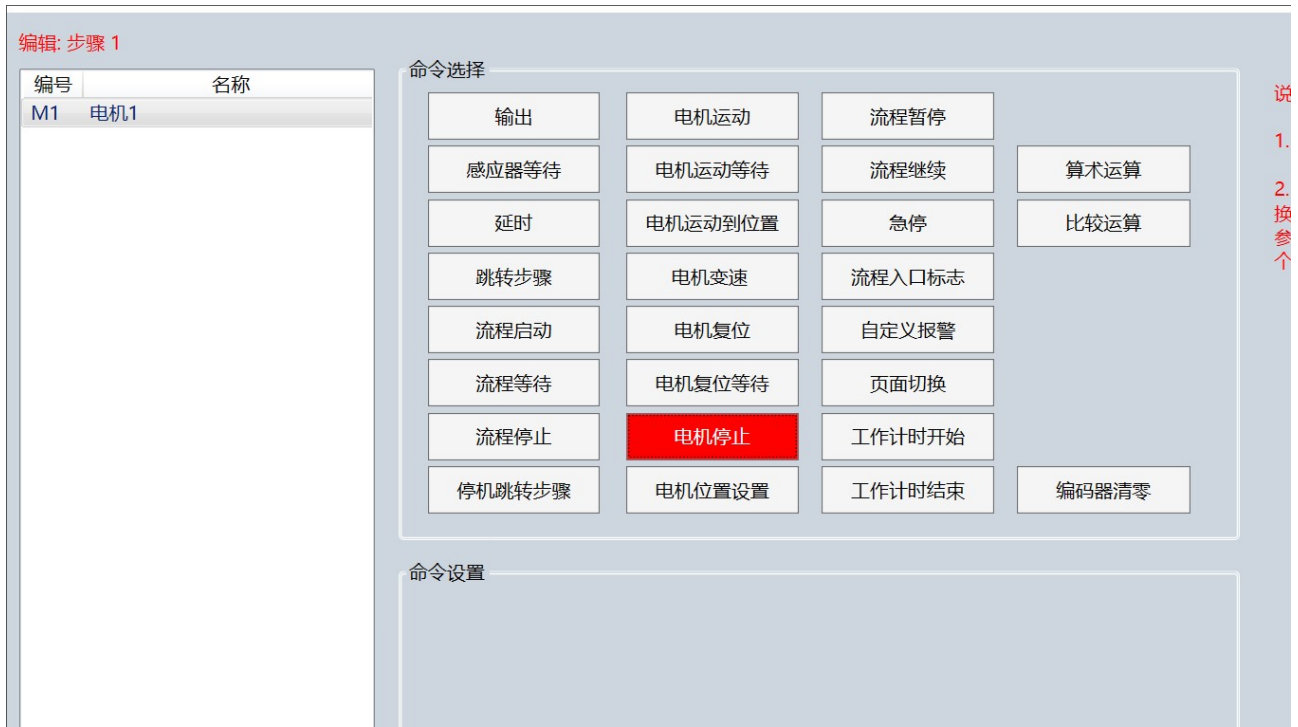 编辑: 步骤 1
编号 名称
M1 电机1
命令选择
输出 电机运动 流程暂停
感应器等待 电机运动等待 流程继续 算术运算
延时 电机运动到位置 急停 比较运算
跳转步骤 电机变速 流程入口标志
流程启动 电机复位 自定义报警
流程等待 电机复位等待 页面切换
流程停止 电机停止 工作计时开始
停机跳转步骤 电机位置设置 工作计时结束 编码器清零
命令设置
说
1.
2.
换
参
个